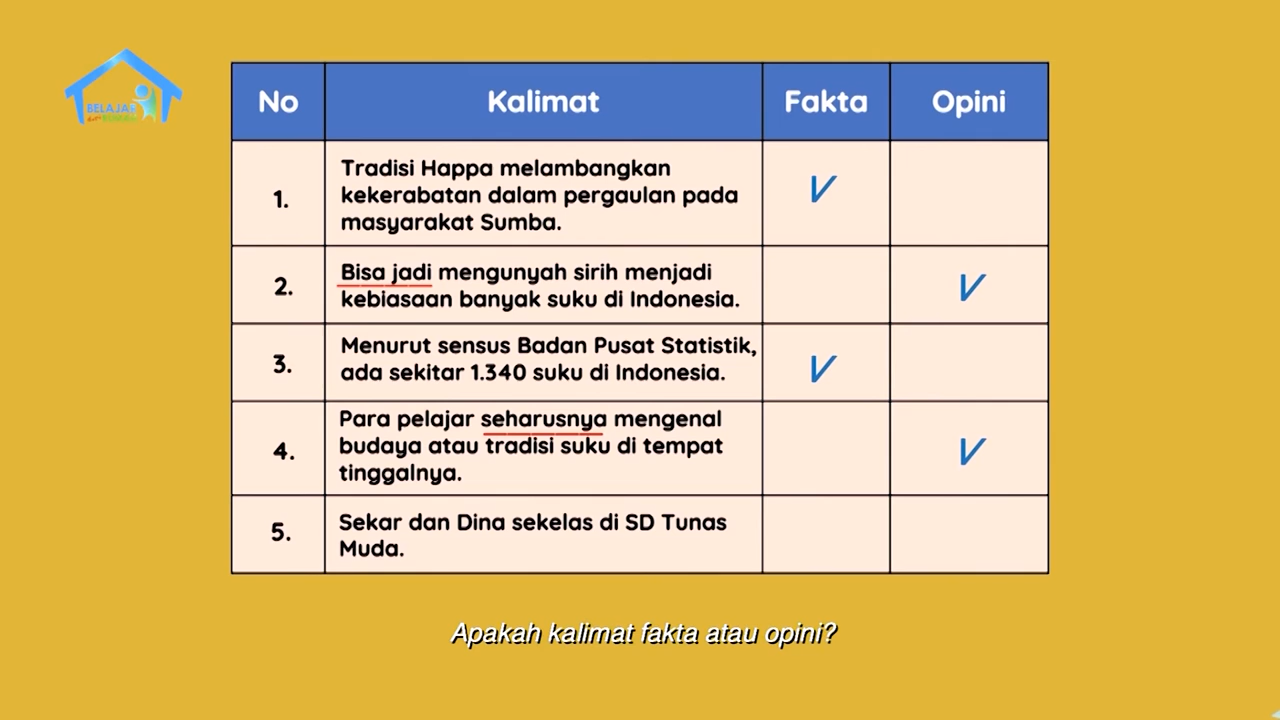 BELAJAR
No Kalimat Fakta Opini
1. Tradisi Happa melambangkan
kekerabatan dalam pergaulan pada
masyarakat Sumba.
V
2. Bisa jadi mengunyah sirih menjadi
kebiasaan banyak suku di Indonesia.
V
3. Menurut sensus Badan Pusat Statistik,
ada sekitar 1.340 suku di Indonesia.
V
4. Para pelajar seharusnya mengenal
budaya atau tradisi suku di tempat
tinggalnya.
V
5. Sekar dan Dina sekelas di SD Tunas
Muda.
Apakah kalimat fakta atau opini?